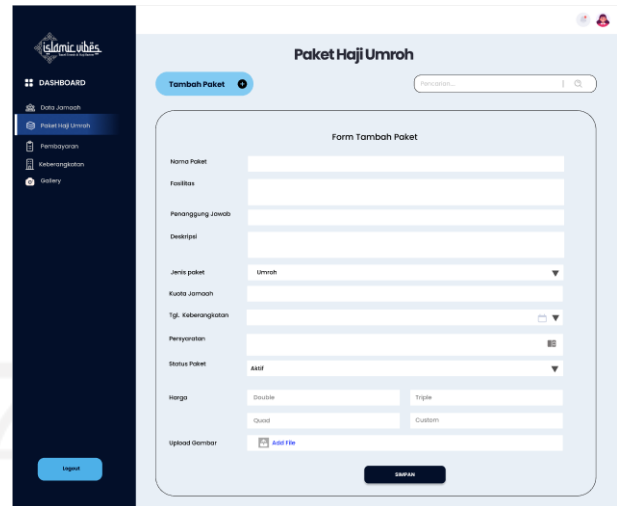 islamic vibes
Paket Haji Umroh
DASHBOARD
Tambah Paket
Pencarian...
Data Jamaah
Paket Haji Umrah
Pembayaran
Keberangkatan
Gallery
Form Tambah Paket
Nama Paket
Fasilitas
Penanggung Jawab
Deskripsi
Jenis paket
Umroh
Kuota Jamaah
Tgl. Keberangkatan
Persyaratan
Status Paket
Aktif
Harga
Double
Triple
Quad
Custom
Upload Gambar
Add File
SIMPAN
Logout